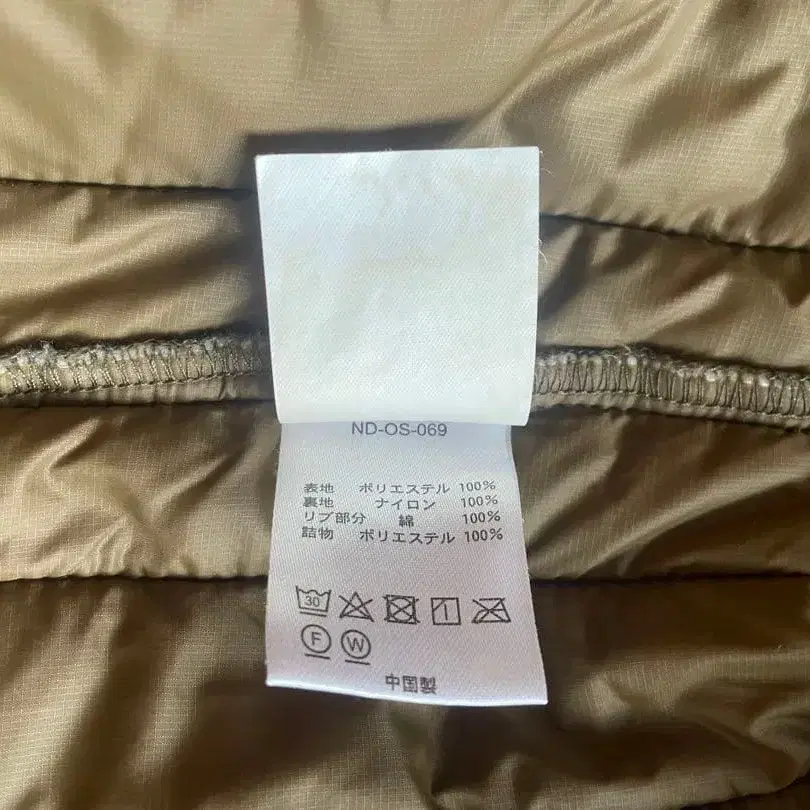 ND-OS-069
表地 ポリエステル 100%
裏地 ナイロン 100%
リブ部分 綿 100%
詰物 ポリエステル 100%
30
F W
中国製